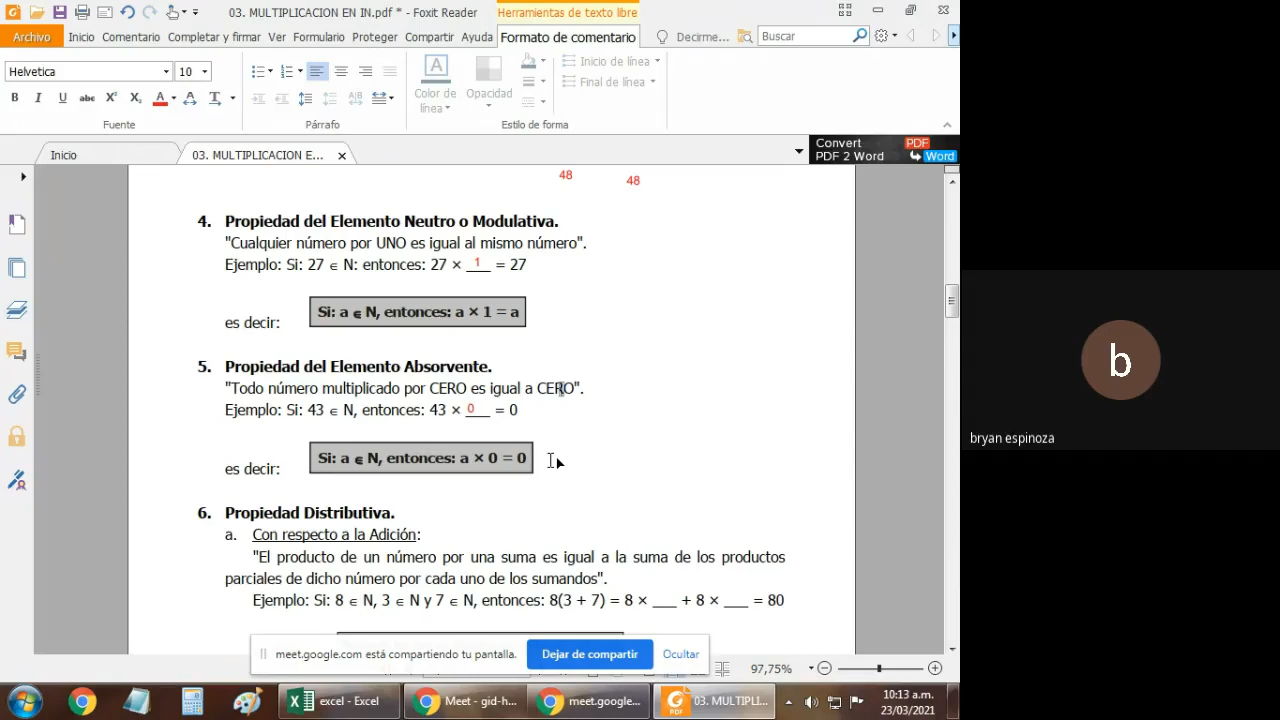 03. MULTIPLICACION EN IN.pdf * - Foxit Reader
Herramientas de texto libre
Archivo Inicio Comentario Completar y firmar Ver Formulario Proteger Compartir Ayuda Formato de comentario Decirme... Buscar
Helvetica 10
Color de línea
Opacidad
Inicio de línea
Final de línea
Fuente Párrafo Estilo de forma
Inicio
03. MULTIPLICACION E...
Convert PDF
PDF 2 Word Word
48 48
4. Propiedad del Elemento Neutro o Modulativa.
"Cualquier número por UNO es igual al mismo número".
Ejemplo: Si: 27 ∈ N: entonces: 27 × _1_ = 27
Si: a ∈ N, entonces: a × 1 = a
es decir:
5. Propiedad del Elemento Absorvente.
"Todo número multiplicado por CERO es igual a CERO".
Ejemplo: Si: 43 ∈ N, entonces: 43 × _0_ = 0
Si: a ∈ N, entonces: a × 0 = 0
es decir:
6. Propiedad Distributiva.
a. Con respecto a la Adición:
"El producto de un número por una suma es igual a la suma de los productos
parciales de dicho número por cada uno de los sumandos".
Ejemplo: Si: 8 ∈ N, 3 ∈ N y 7 ∈ N, entonces: 8(3 + 7) = 8 × ___ + 8 × ___ = 80
meet.google.com está compartiendo tu pantalla. Dejar de compartir Ocultar
97,75%
excel - Excel
Meet - gid-h...
meet.google...
03. MULTIPLI...
10:13 a.m.
23/03/2021
b
bryan espinoza